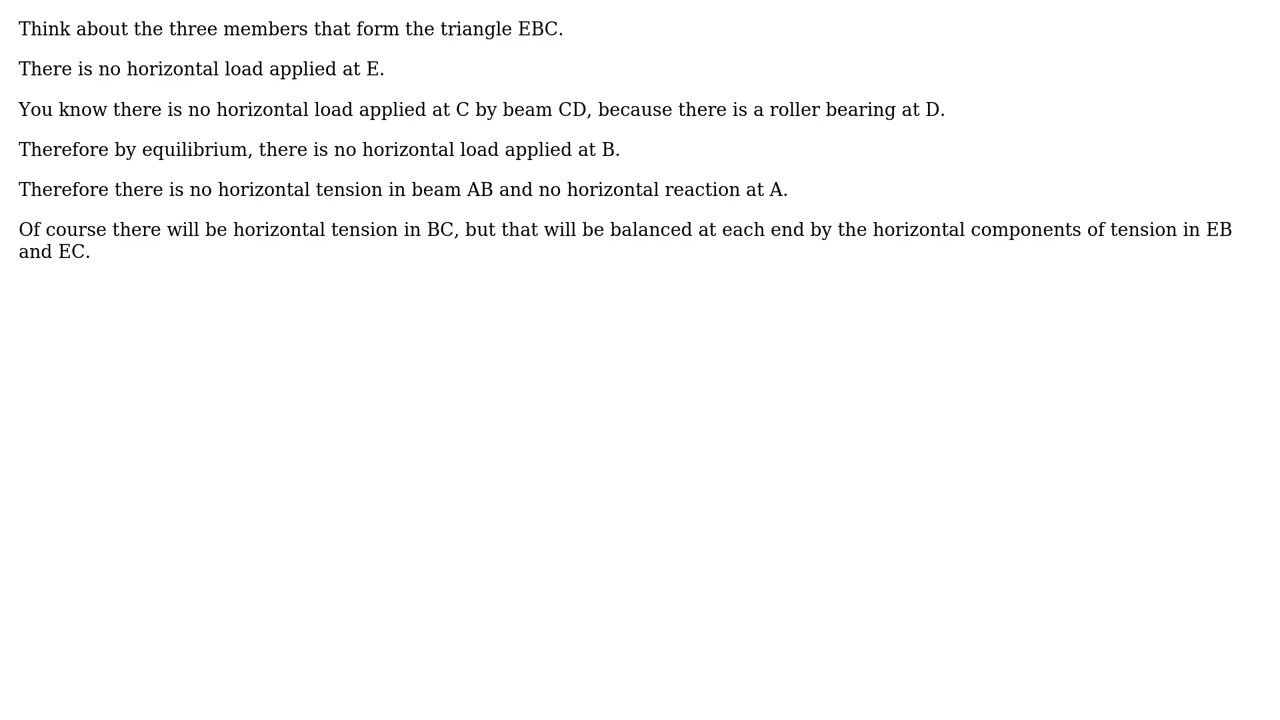 Think about the three members that form the triangle EBC.
There is no horizontal load applied at E.
You know there is no horizontal load applied at C by beam CD, because there is a roller bearing at D.
Therefore by equilibrium, there is no horizontal load applied at B.
Therefore there is no horizontal tension in beam AB and no horizontal reaction at A.
Of course there will be horizontal tension in BC, but that will be balanced at each end by the horizontal components of tension in EB
and EC.